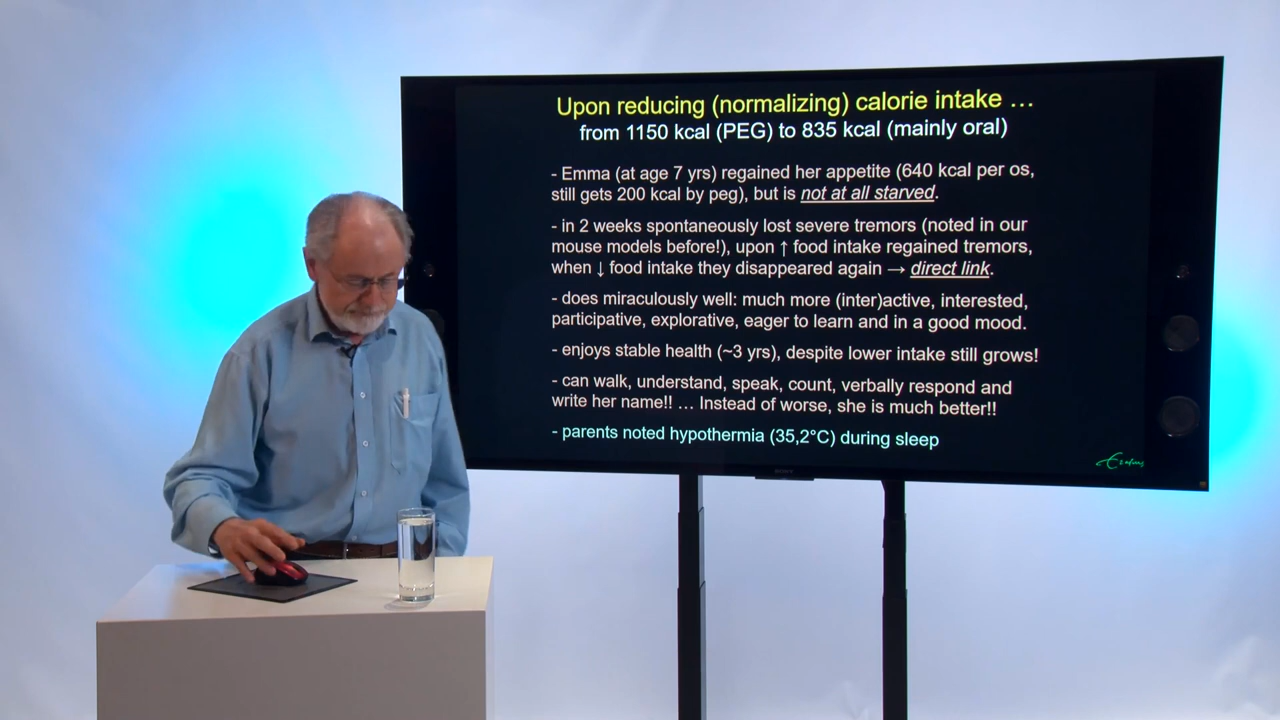 Upon reducing (normalizing) calorie intake …
from 1150 kcal (PEG) to 835 kcal (mainly oral)
- Emma (at age 7 yrs) regained her appetite (640 kcal per os,
still gets 200 kcal by peg), but is not at all starved.
- in 2 weeks spontaneously lost severe tremors (noted in our
mouse models before!), upon ↑ food intake regained tremors,
when ↓ food intake they disappeared again → direct link.
- does miraculously well: much more (inter)active, interested,
participative, explorative, eager to learn and in a good mood.
- enjoys stable health (~3 yrs), despite lower intake still grows!
- can walk, understand, speak, count, verbally respond and
write her name!! … Instead of worse, she is much better!!
- parents noted hypothermia (35,2°C) during sleep
Erasmus
SONY